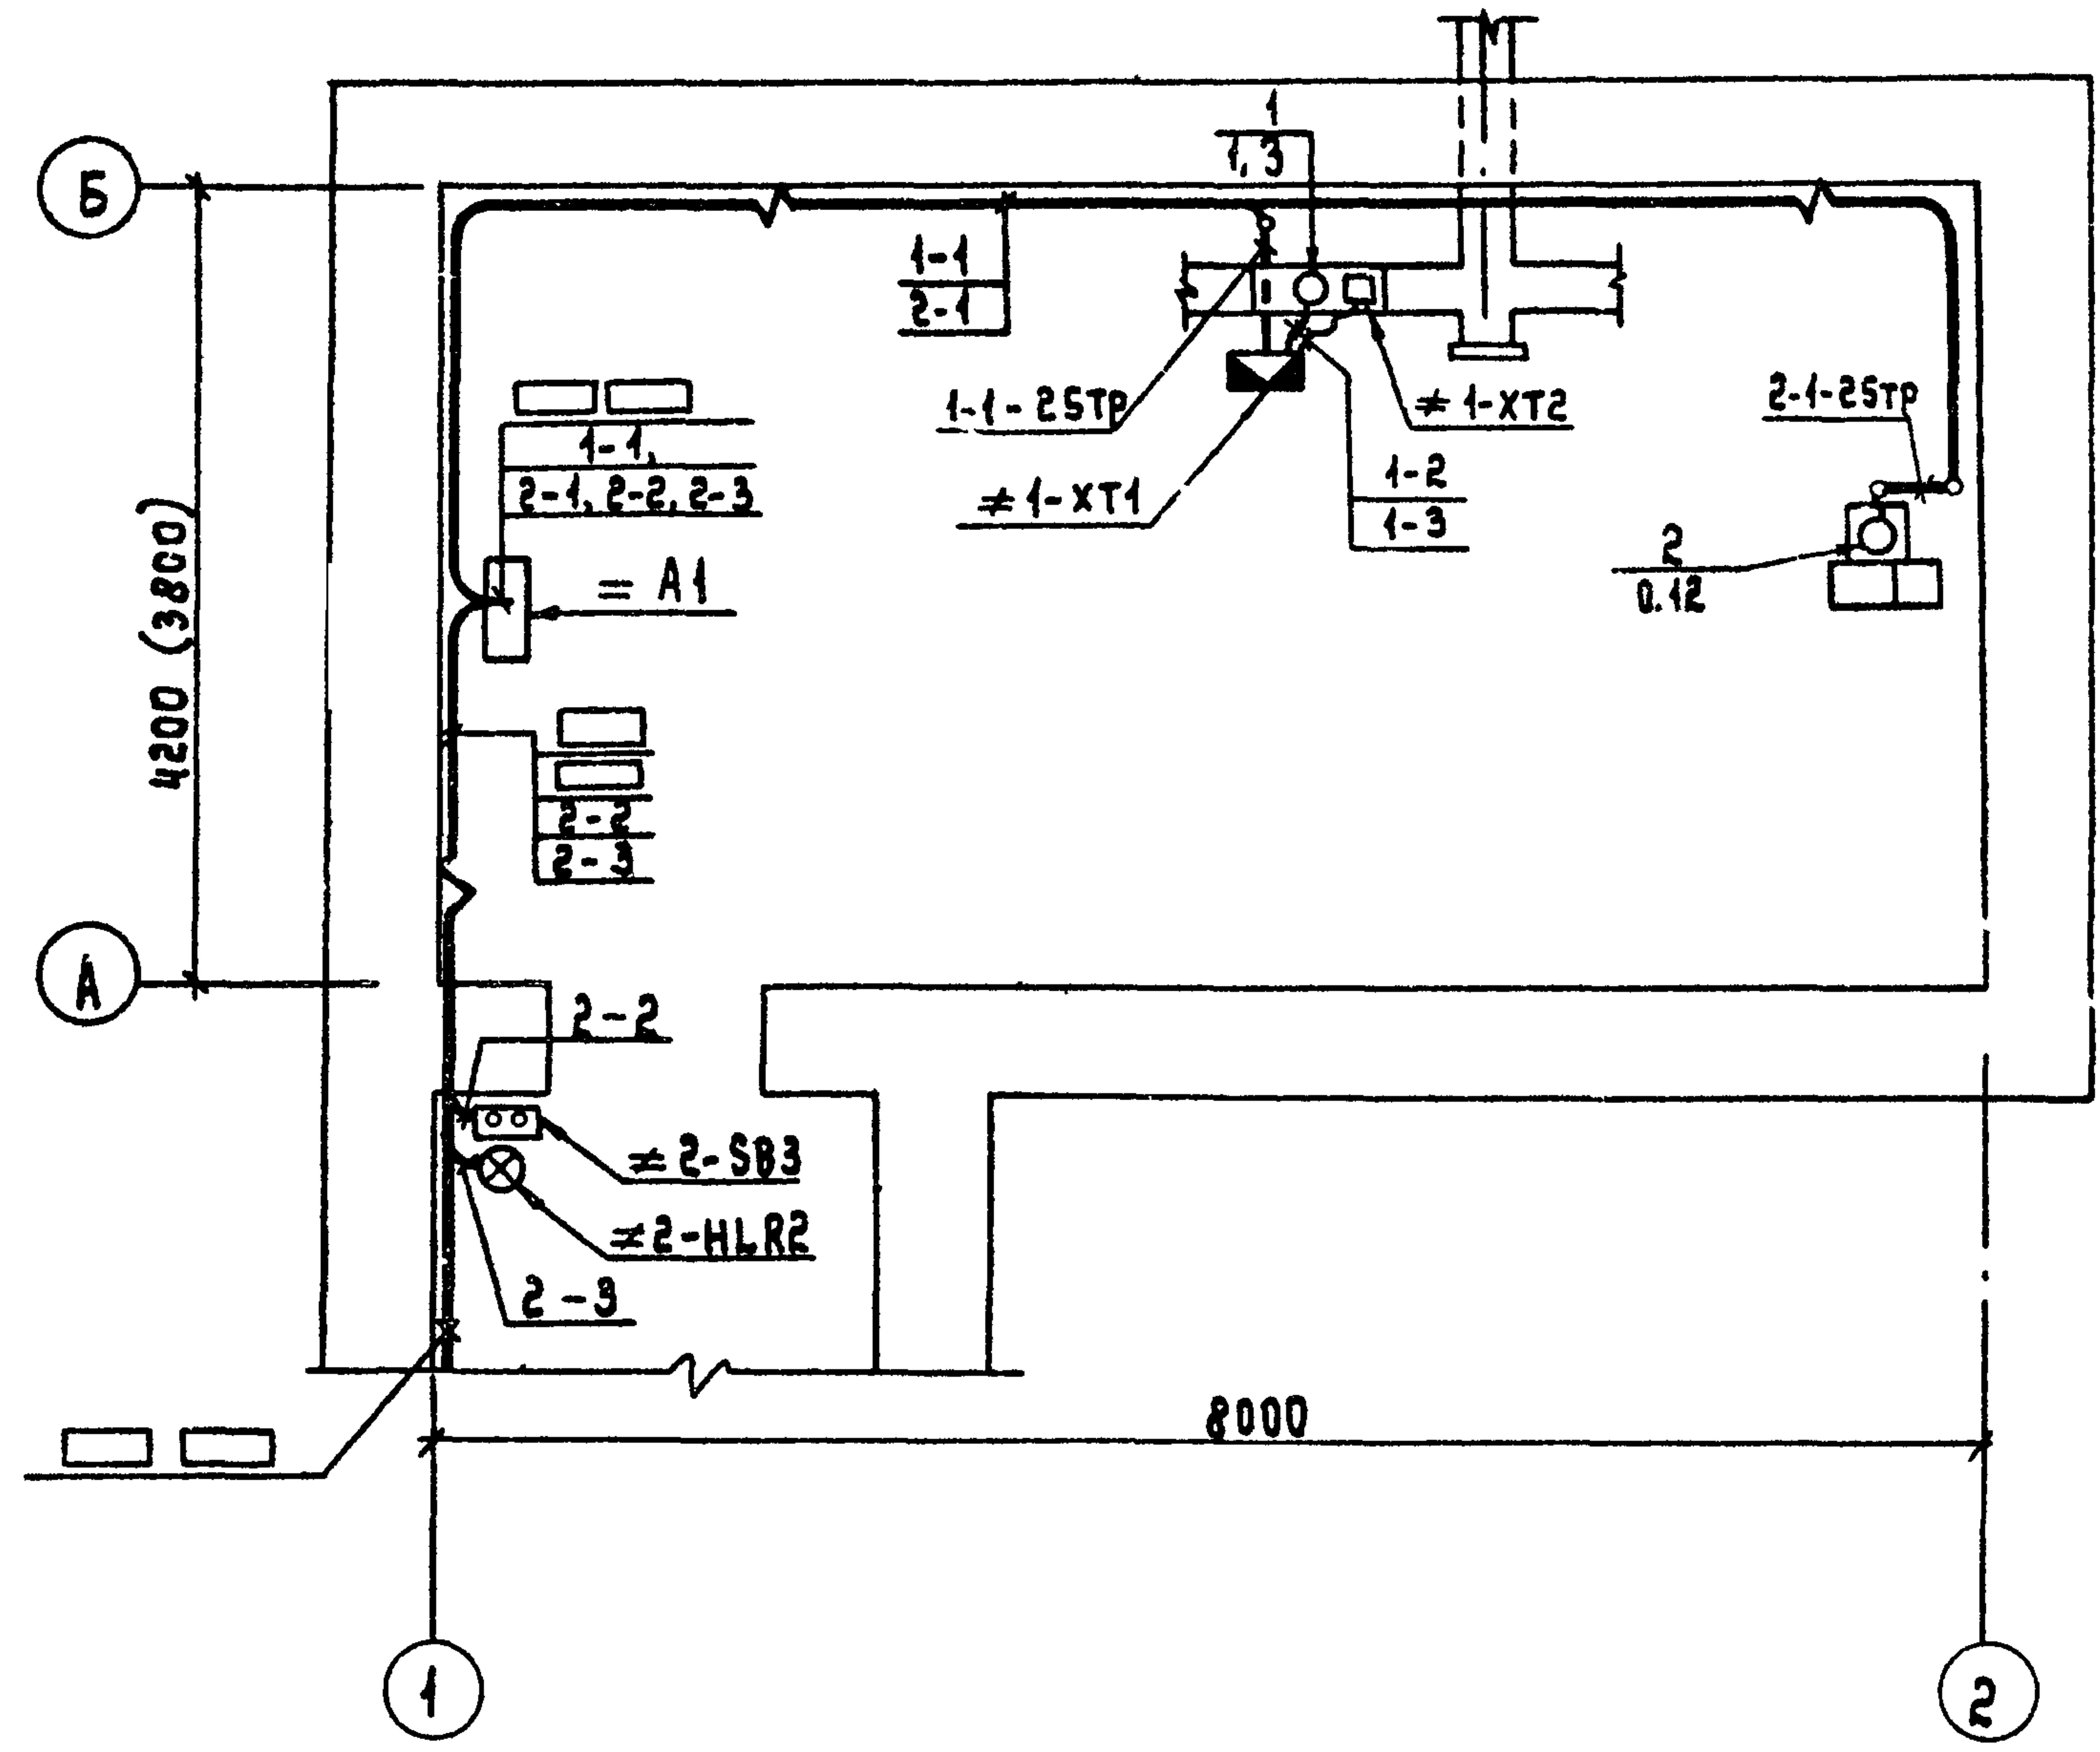 Б
1
1,3
1-1
2-1
1-1-25тр
≠1-XT2
2-1-25тр
1-1,
2-1, 2-2, 2-3
≠1-XT1
1-2
1-3
= А1
2
0.12
4200 (3800)
2-2
2-3
А
2-2
≠2-SB3
≠2-HLR2
2-3
8000
1
2